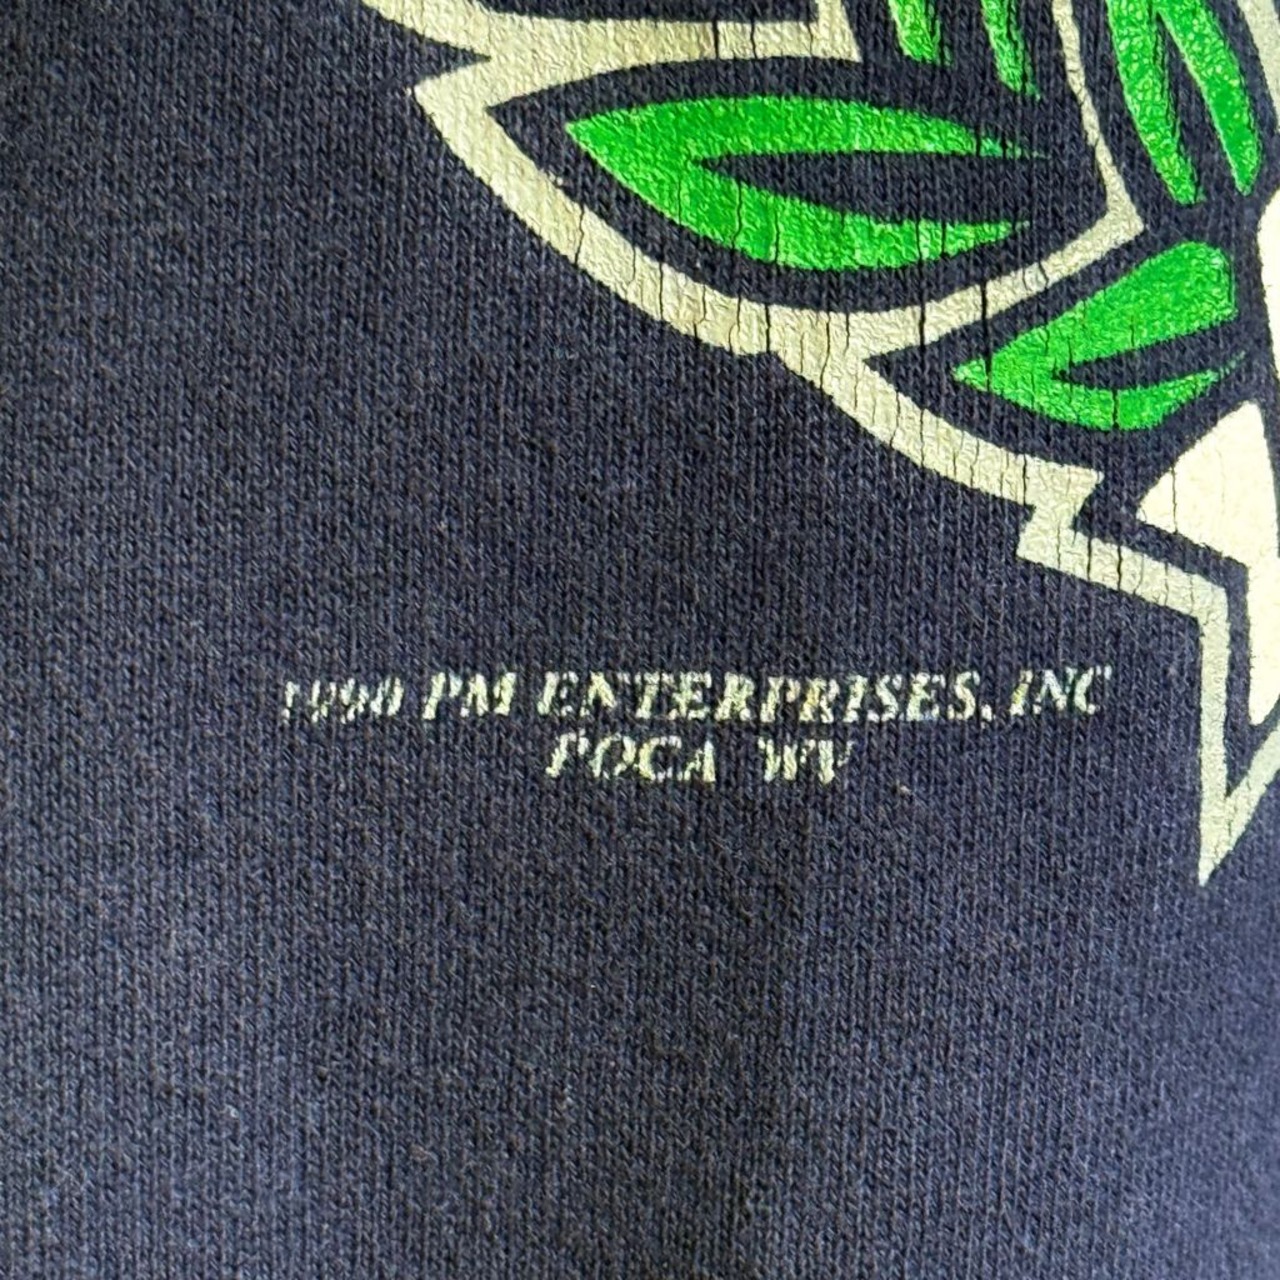 1990 PM ENTERPRISES, INC
POCA WV